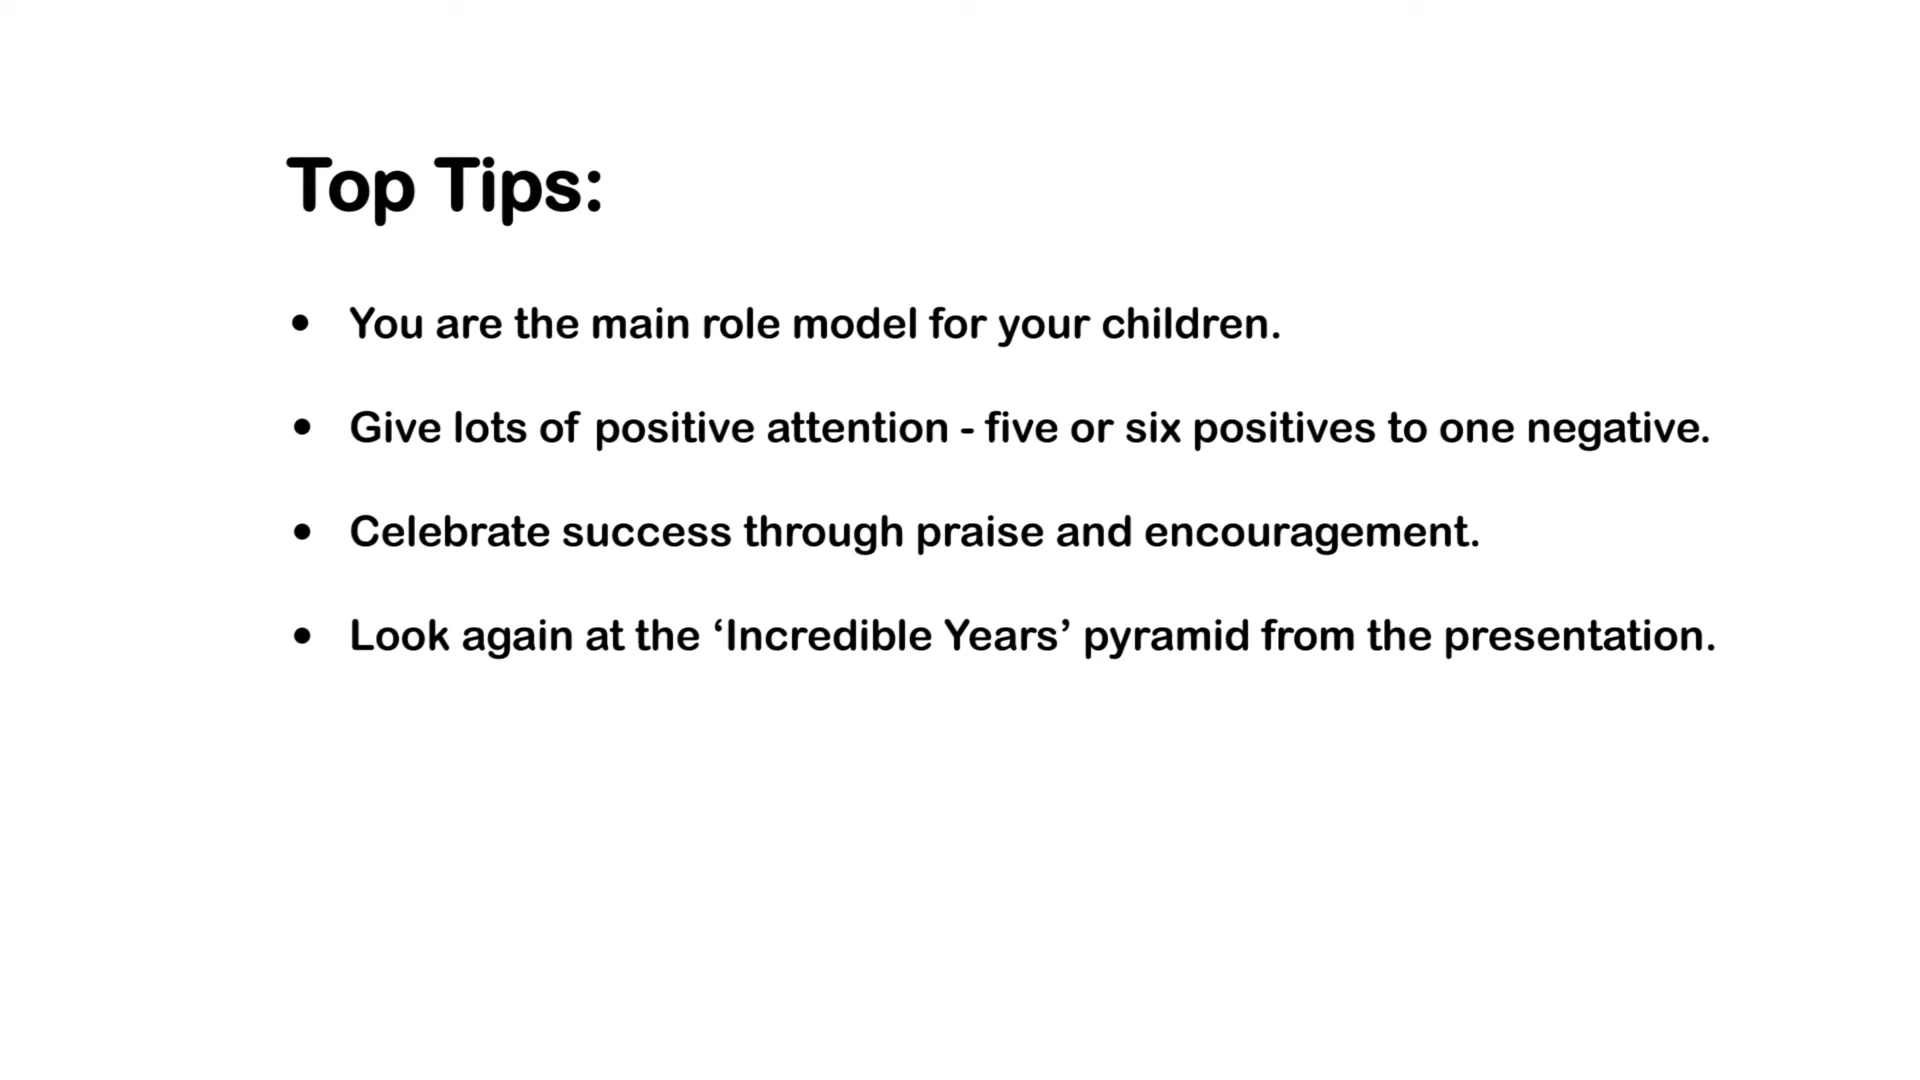 Top Tips:
• You are the main role model for your children.
• Give lots of positive attention - five or six positives to one negative.
• Celebrate success through praise and encouragement.
• Look again at the ‘Incredible Years’ pyramid from the presentation.